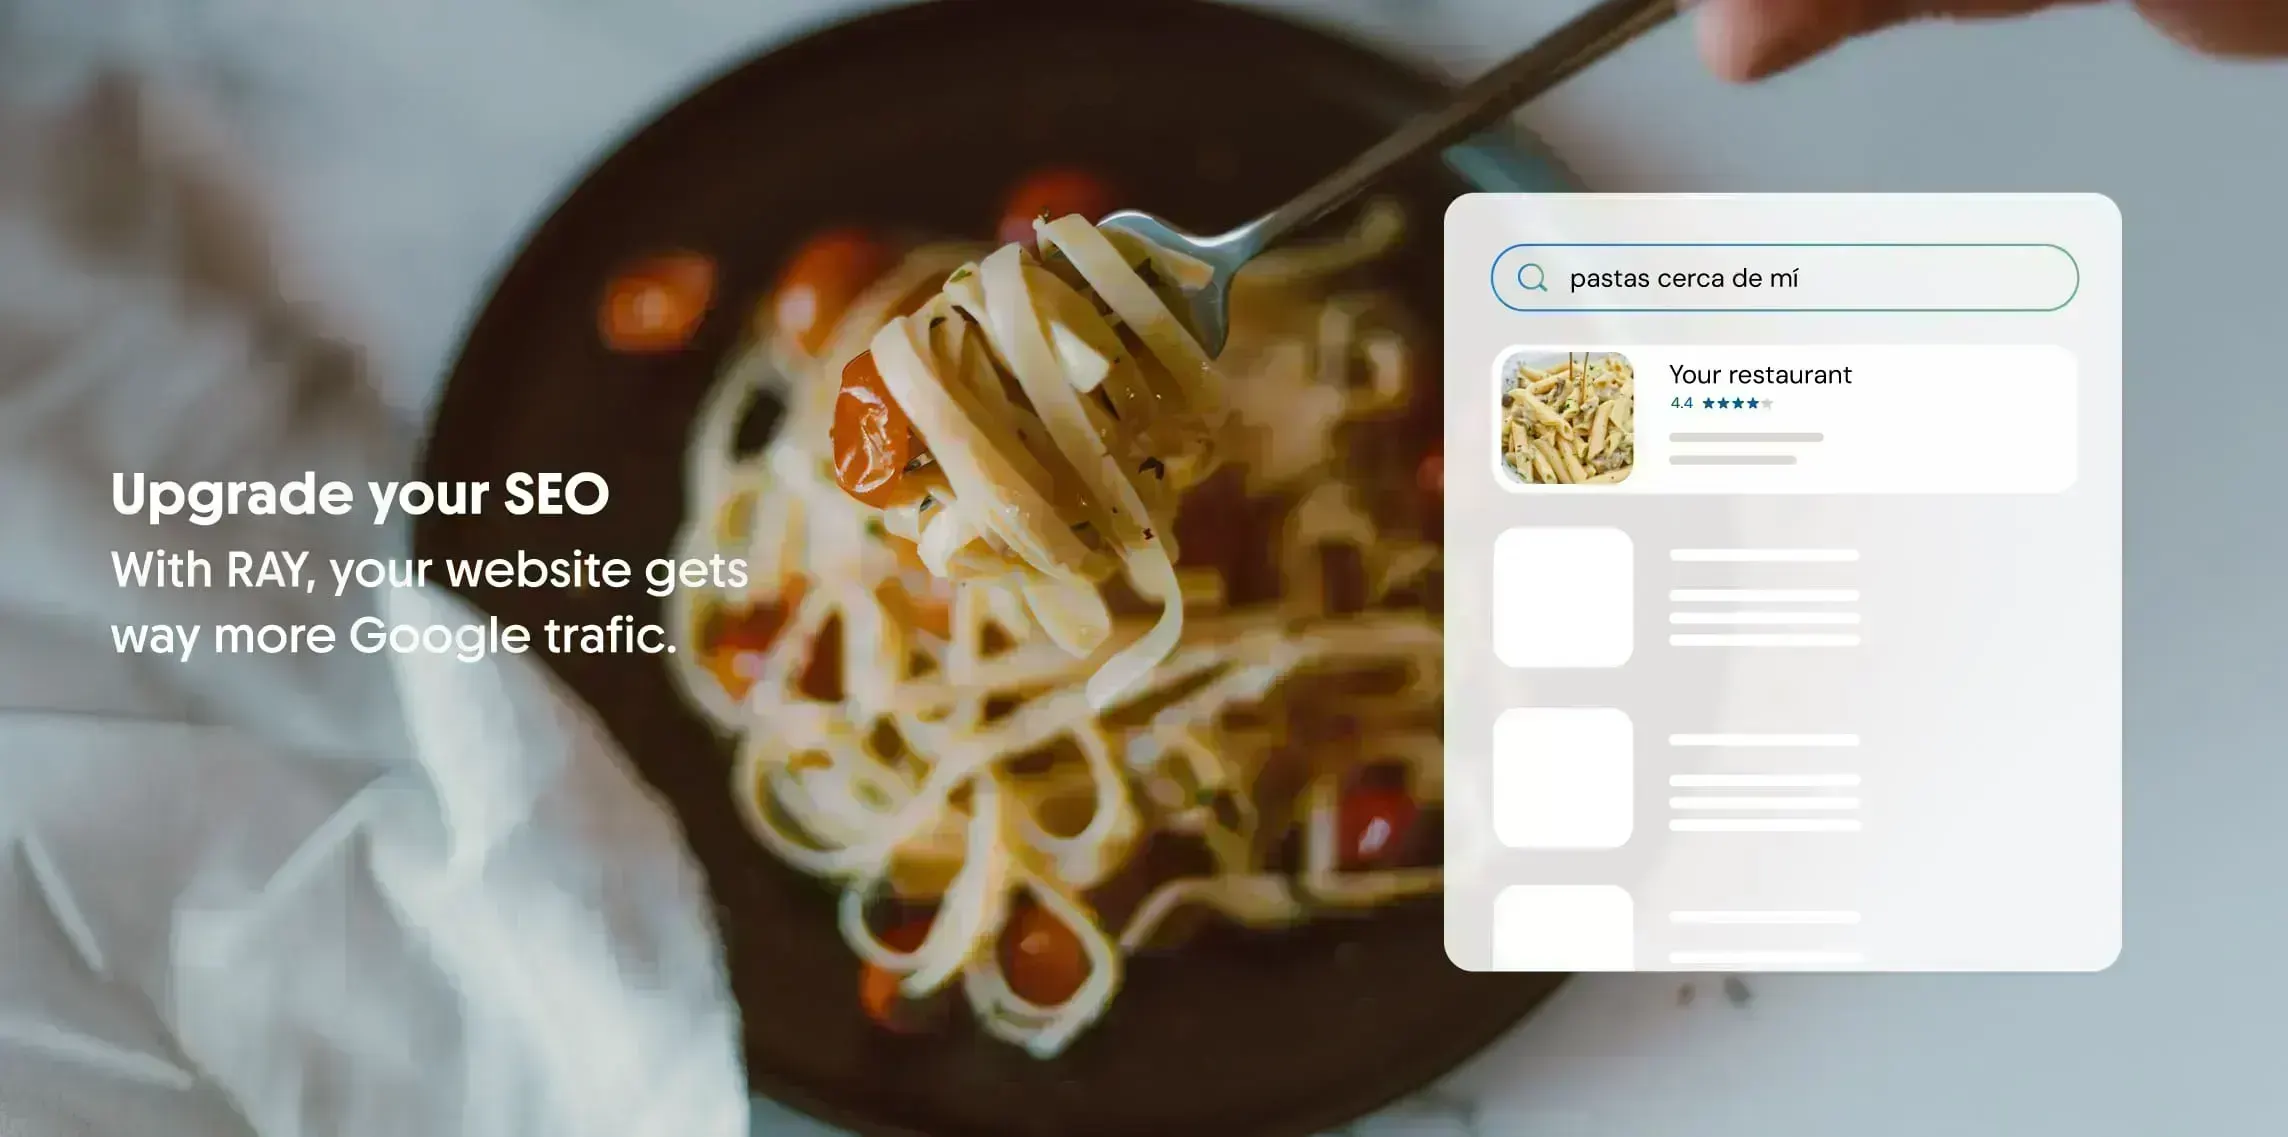 Upgrade your SEO
With RAY, your website gets
way more Google trafic.
pastas cerca de mí
Your restaurant
4.4